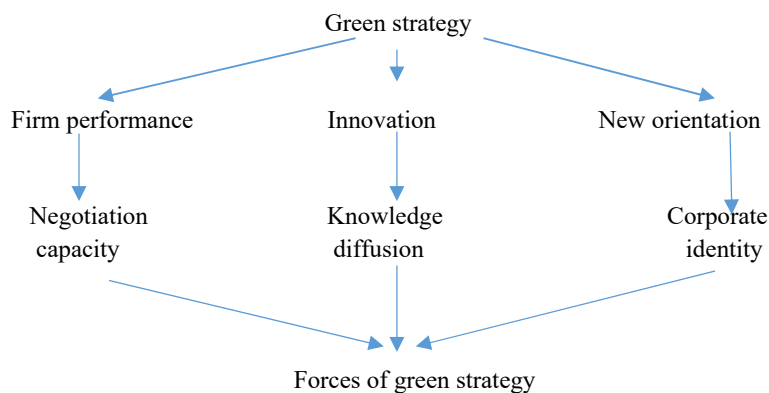 Green strategy
Firm performance
Innovation
New orientation
Negotiation
capacity
Knowledge
diffusion
Corporate
identity
Forces of green strategy